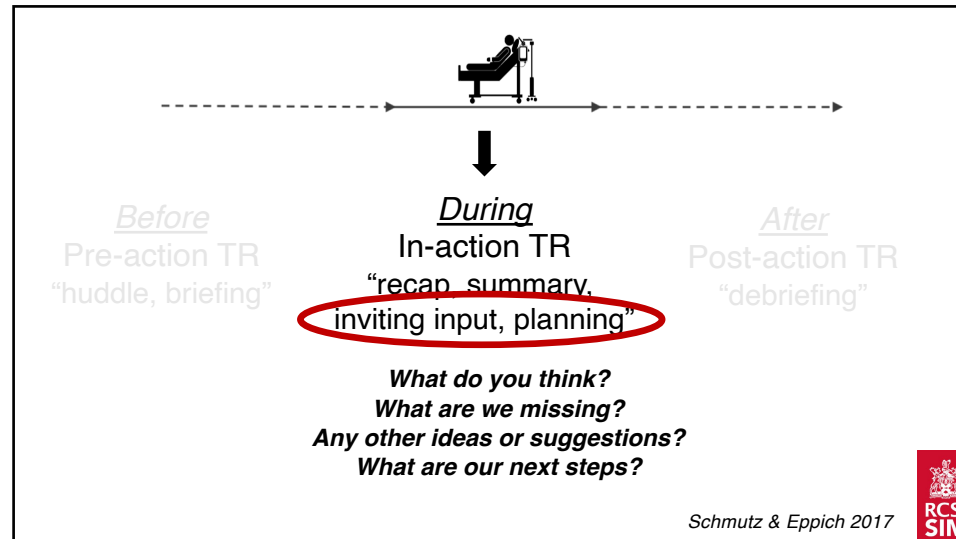 Before
Pre-action TR
“huddle, briefing”
During
In-action TR
“recap, summary,
inviting input, planning”
After
Post-action TR
“debriefing”
What do you think?
What are we missing?
Any other ideas or suggestions?
What are our next steps?
Schmutz & Eppich 2017
RCS
SIM